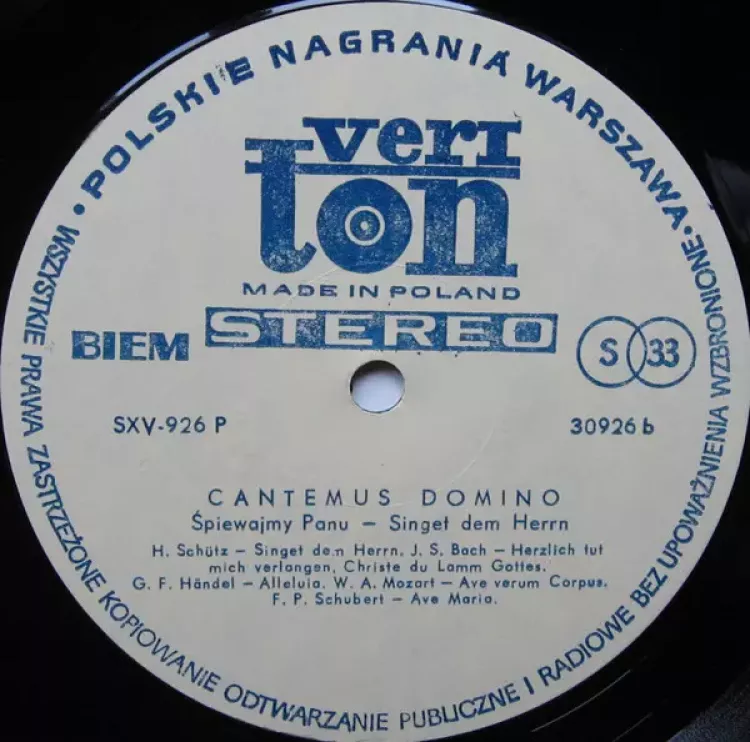 • POLSKIE NAGRANIA WARSZAWA •
veri
ton
MADE IN POLAND
STEREO
BIEM
S 33
SXV-926 P
30926 b
CANTEMUS DOMINO
Śpiewajmy Panu – Singet dem Herrn
H. Schütz – Singet dem Herrn. J. S. Bach – Herzlich tut
mich verlangen, Christe du Lamm Gottes.
G. F. Händel – Alleluia. W. A. Mozart – Ave verum Corpus.
F. P. Schubert – Ave Maria.
WSZYSTKIE PRAWA ZASTRZEŻONE KOPIOWANIE ODTWARZANIE PUBLICZNE I RADIOWE BEZ UPOWAŻNIENIA WZBRONIONE